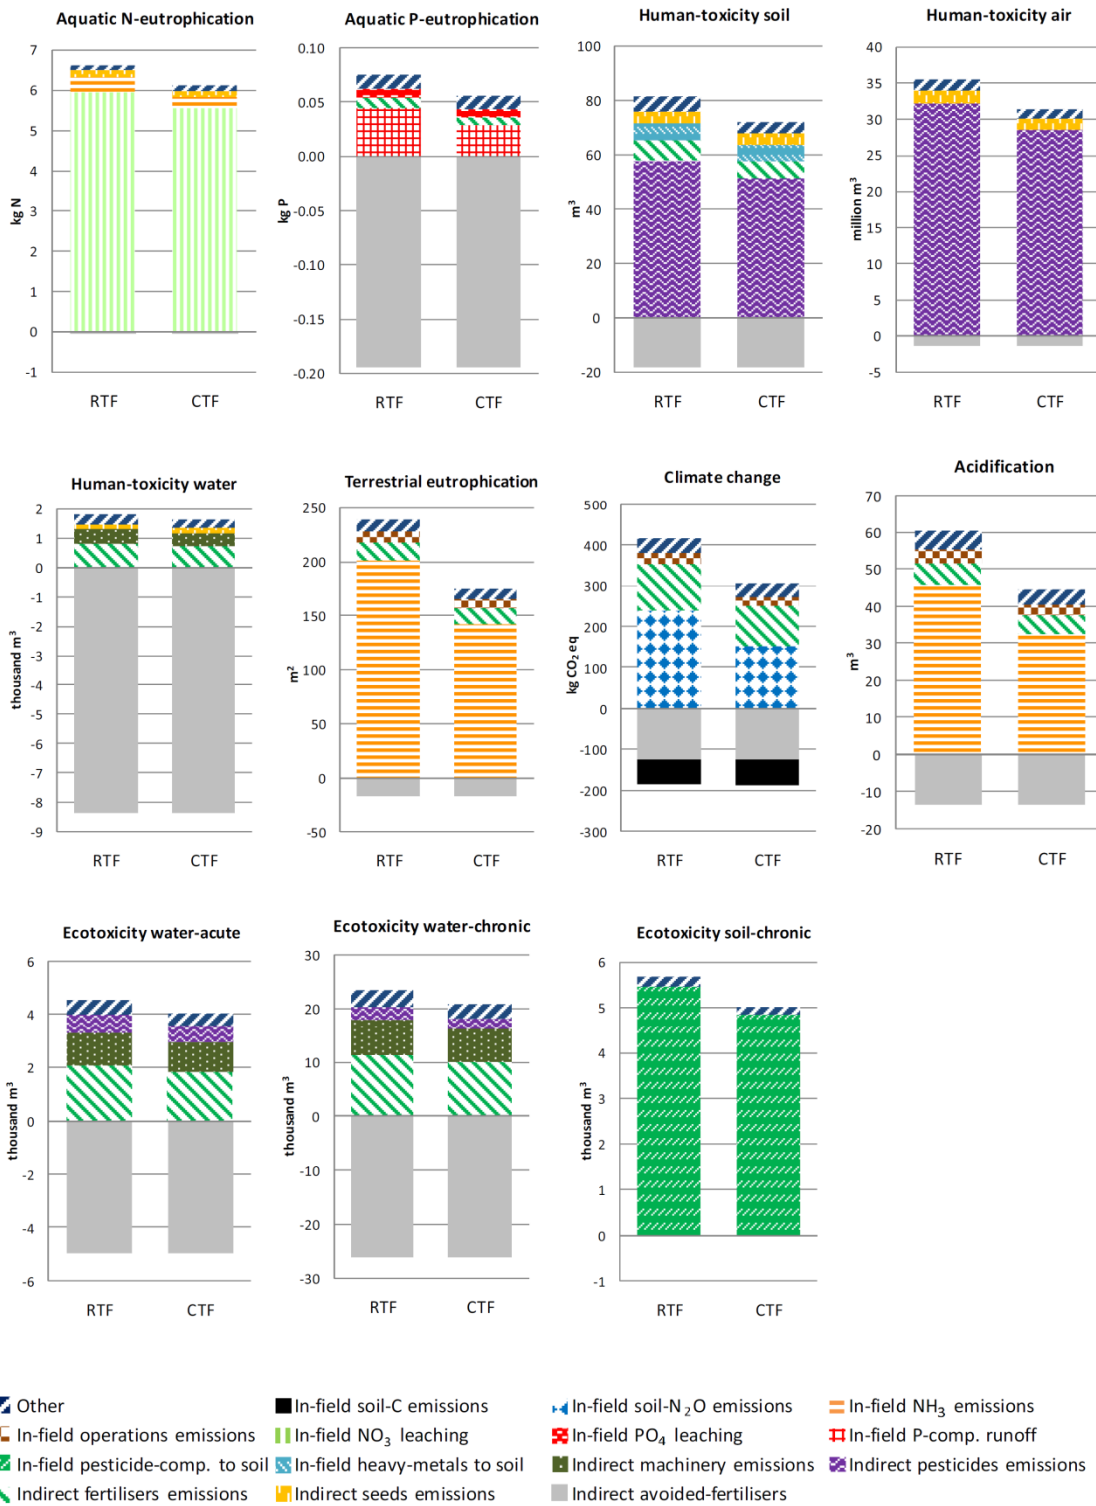 Aquatic N-eutrophication
7
6
5
4
3
2
1
0
-1
kg N
RTF CTF
Aquatic P-eutrophication
0.10
0.05
0.00
-0.05
-0.10
-0.15
-0.20
kg P
RTF CTF
Human-toxicity soil
100
80
60
40
20
0
-20
m³
RTF CTF
Human-toxicity air
40
35
30
25
20
15
10
5
0
-5
million m³
RTF CTF
Human-toxicity water
2
1
0
-1
-2
-3
-4
-5
-6
-7
-8
-9
thousand m³
RTF CTF
Terrestrial eutrophication
250
200
150
100
50
0
-50
m²
RTF CTF
Climate change
500
400
300
200
100
0
-100
-200
-300
kg CO₂ eq
RTF CTF
Acidification
70
60
50
40
30
20
10
0
-10
-20
m³
RTF CTF
Ecotoxicity water-acute
6
4
2
0
-2
-4
-6
thousand m³
RTF CTF
Ecotoxicity water-chronic
30
20
10
0
-10
-20
-30
thousand m³
RTF CTF
Ecotoxicity soil-chronic
6
5
4
3
2
1
0
-1
thousand m³
RTF CTF
Other In-field soil-C emissions In-field soil-N₂O emissions In-field NH₃ emissions
In-field operations emissions In-field NO₃ leaching In-field PO₄ leaching In-field P-comp. runoff
In-field pesticide-comp. to soil In-field heavy-metals to soil Indirect machinery emissions Indirect pesticides emissions
Indirect fertilisers emissions Indirect seeds emissions Indirect avoided-fertilisers